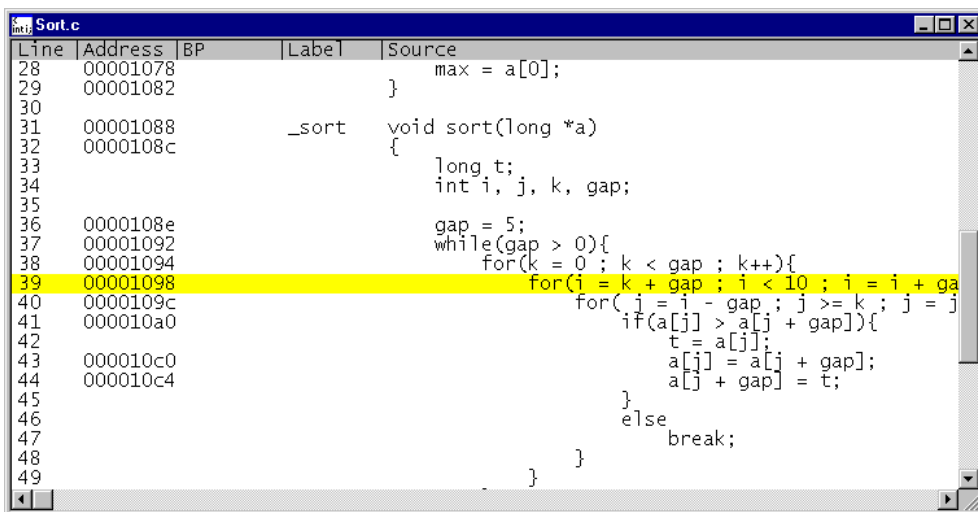 int i; Sort.c
Line |Address |BP |Label |Source
28 00001078 max = a[0];
29 00001082 }
30
31 00001088 _sort void sort(long *a)
32 0000108c {
33 long t;
34 int i, j, k, gap;
35
36 0000108e gap = 5;
37 00001092 while(gap > 0){
38 00001094 for(k = 0 ; k < gap ; k++){
39 00001098 for(i = k + gap ; i < 10 ; i = i + ga
40 0000109c for( j = i - gap ; j >= k ; j = j
41 000010a0 if(a[j] > a[j + gap]){
42 t = a[j];
43 000010c0 a[j] = a[j + gap];
44 000010c4 a[j + gap] = t;
45 }
46 else
47 break;
48 }
49 }